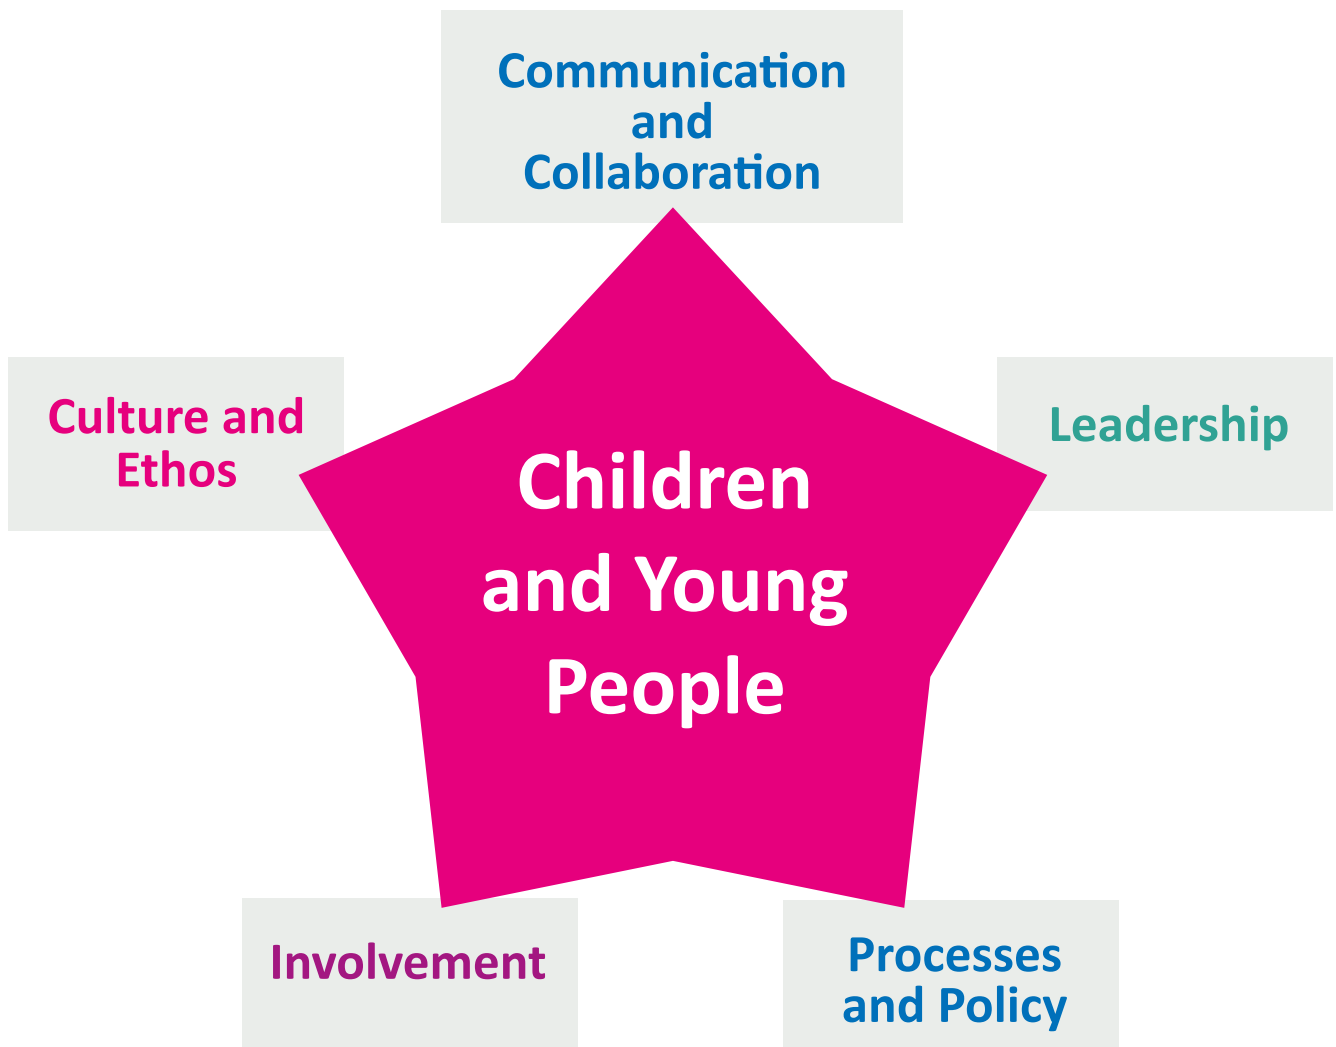 Communication
and
Collaboration
Culture and
Ethos
Leadership
Children
and Young
People
Involvement
Processes
and Policy